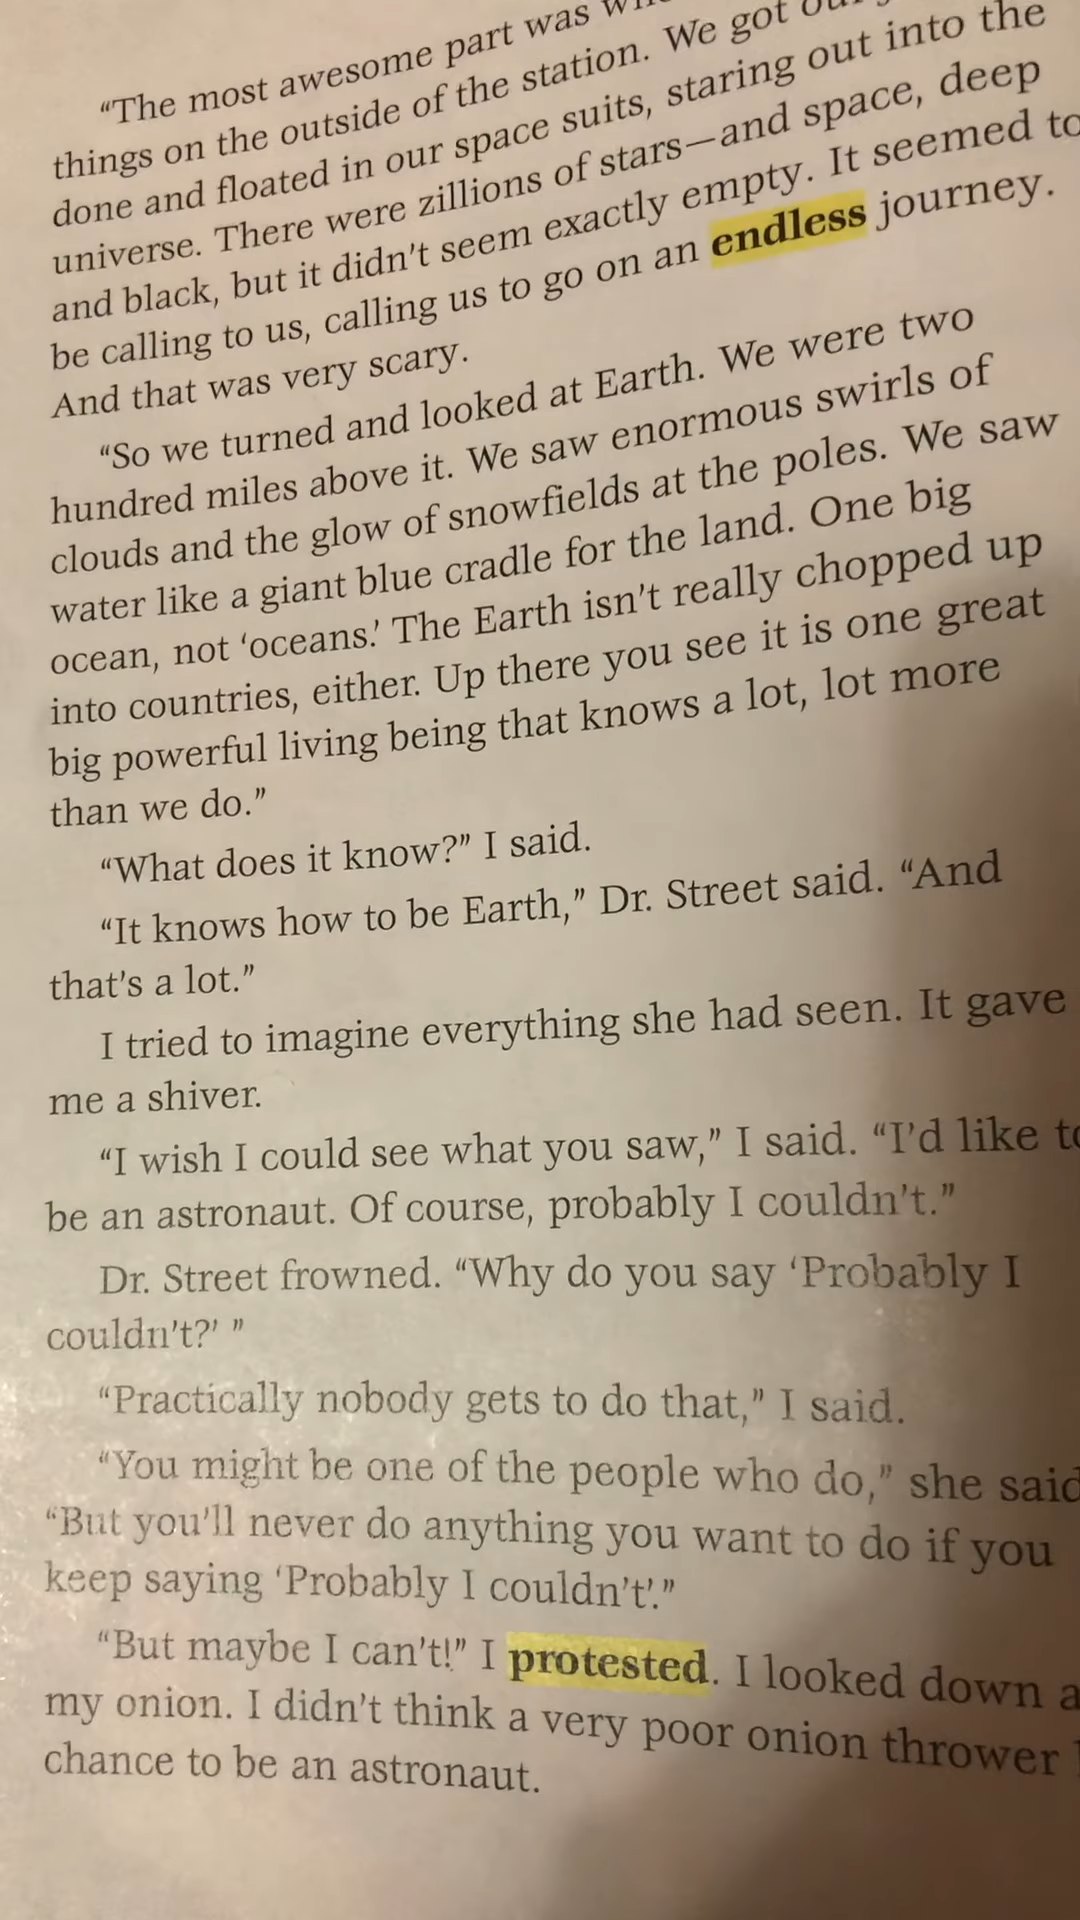 “The most awesome part was
things on the outside of the station. We got
done and floated in our space suits, staring out into the
universe. There were zillions of stars—and space, deep
and black, but it didn't seem exactly empty. It seemed to
be calling to us, calling us to go on an endless journey.
And that was very scary.
“So we turned and looked at Earth. We were two
hundred miles above it. We saw enormous swirls of
clouds and the glow of snowfields at the poles. We saw
water like a giant blue cradle for the land. One big
ocean, not ‘oceans.’ The Earth isn't really chopped up
into countries, either. Up there you see it is one great
big powerful living being that knows a lot, lot more
than we do.”
“What does it know?” I said.
“It knows how to be Earth,” Dr. Street said. “And
that's a lot.”
I tried to imagine everything she had seen. It gave
me a shiver.
“I wish I could see what you saw,” I said. “I'd like to
be an astronaut. Of course, probably I couldn't.”
Dr. Street frowned. “Why do you say ‘Probably I
couldn't?’ ”
“Practically nobody gets to do that,” I said.
“You might be one of the people who do,” she said
“But you'll never do anything you want to do if you
keep saying ‘Probably I couldn't’.”
“But maybe I can't!” I protested. I looked down
my onion. I didn't think a very poor onion thrower
chance to be an astronaut.